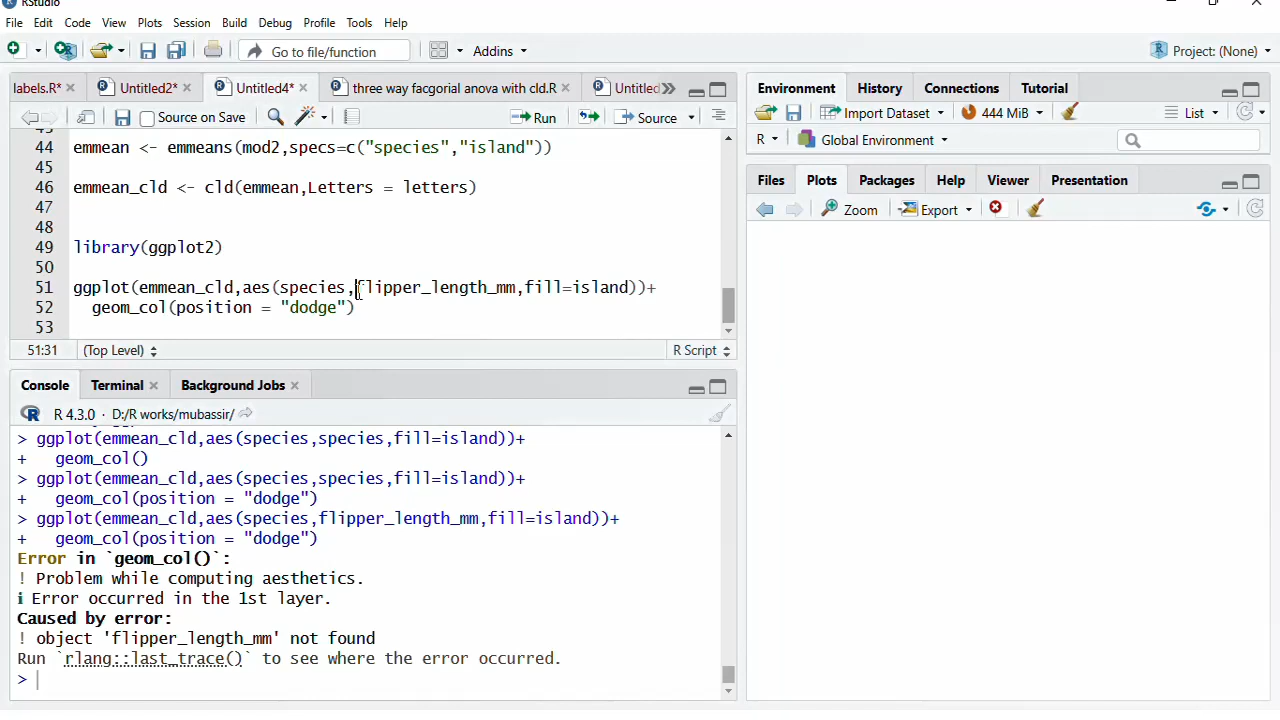 RStudio
File Edit Code View Plots Session Build Debug Profile Tools Help
Go to file/function Addins Project: (None)
labels.R* Untitled2* Untitled4* three way facgorial anova with cld.R Untitled
Source on Save Run Source
43
44 emmean <- emmeans(mod2,specs=c("species","island"))
45
46 emmean_cld <- cld(emmean,Letters = letters)
47
48
49 library(ggplot2)
50
51 ggplot(emmean_cld,aes(species,flipper_length_mm,fill=island))+
52 geom_col(position = "dodge")
53
51:31 (Top Level) R Script
Console Terminal Background Jobs
R 4.3.0 · D:/R works/mubassir/
> ggplot(emmean_cld,aes(species,species,fill=island))+
+ geom_col()
> ggplot(emmean_cld,aes(species,species,fill=island))+
+ geom_col(position = "dodge")
> ggplot(emmean_cld,aes(species,flipper_length_mm,fill=island))+
+ geom_col(position = "dodge")
Error in `geom_col()`:
! Problem while computing aesthetics.
ℹ Error occurred in the 1st layer.
Caused by error:
! object 'flipper_length_mm' not found
Run `rlang::last_trace()` to see where the error occurred.
>
Environment History Connections Tutorial
Import Dataset 444 MiB List
R Global Environment
Files Plots Packages Help Viewer Presentation
Zoom Export